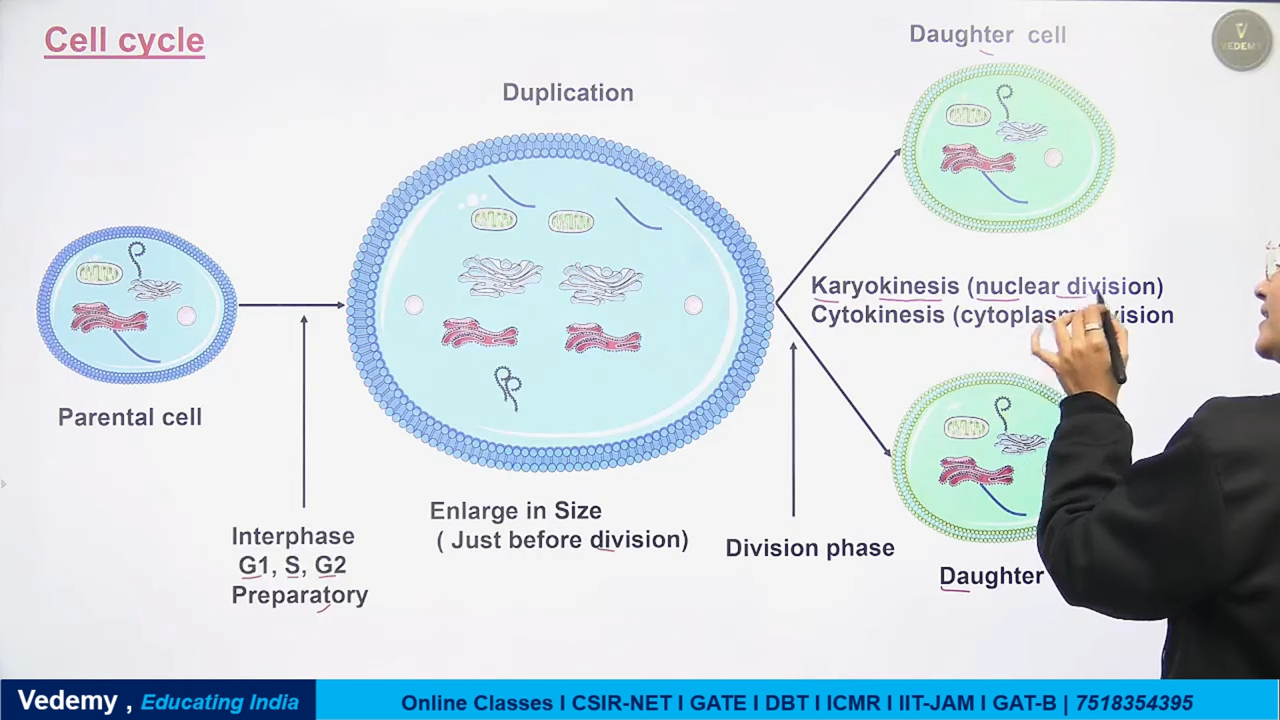 Cell cycle
Daughter cell
VEDEMY
Duplication
Karyokinesis (nuclear division)
Cytokinesis (cytoplasm
Parental cell
Enlarge in Size
( Just before division)
Interphase
G1, S, G2
Preparatory
Division phase
Daughter
Vedemy , Educating India
Online Classes I CSIR-NET I GATE I DBT I ICMR I IIT-JAM I GAT-B | 7518354395